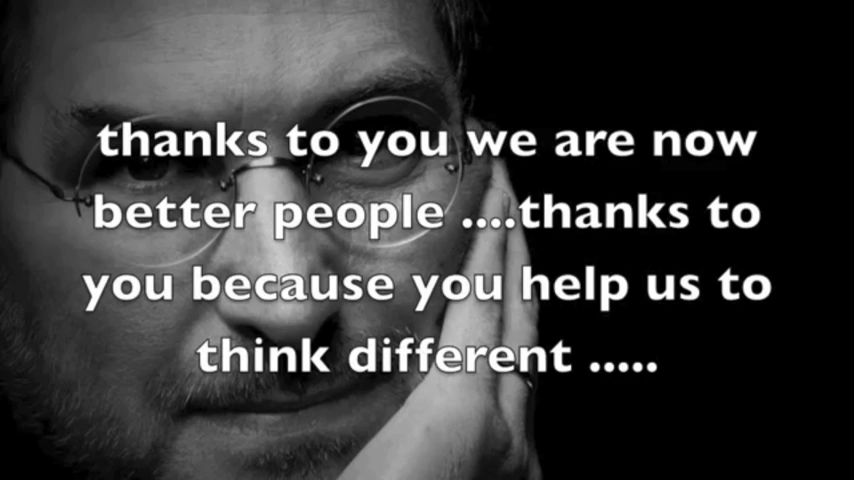 thanks to you we are now
better people ....thanks to
you because you help us to
think different .....